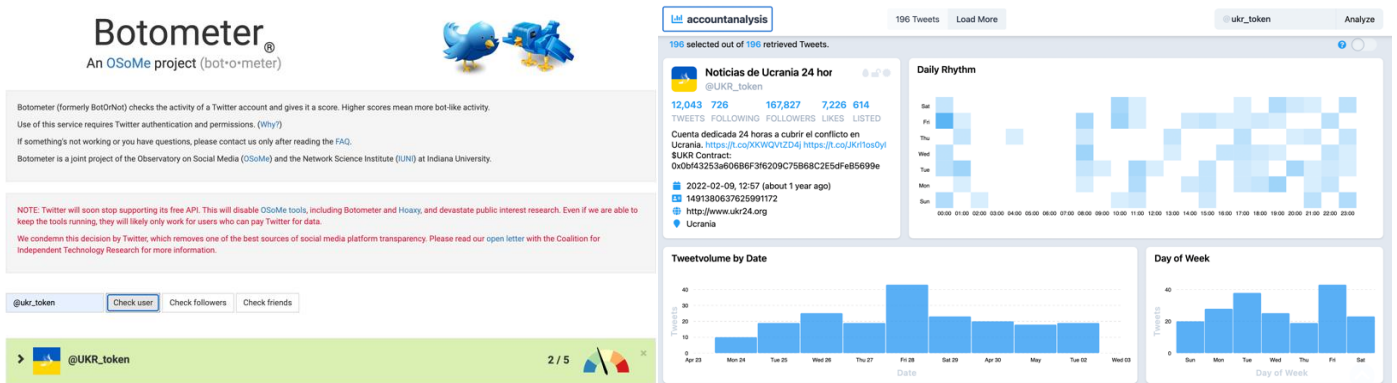 Botometer®
An OSoMe project (bot•o•meter)
Botometer (formerly BotOrNot) checks the activity of a Twitter account and gives it a score. Higher scores mean more bot-like activity.
Use of this service requires Twitter authentication and permissions. (Why?)
If something's not working or you have questions, please contact us only after reading the FAQ.
Botometer is a joint project of the Observatory on Social Media (OSoMe) and the Network Science Institute (IUNI) at Indiana University.
NOTE: Twitter will soon stop supporting its free API. This will disable OSoMe tools, including Botometer and Hoaxy, and devastate public interest research. Even if we are able to
keep the tools running, they will likely only work for users who can pay Twitter for data.
We condemn this decision by Twitter, which removes one of the best sources of social media platform transparency. Please read our open letter with the Coalition for
Independent Technology Research for more information.
@ukr_token Check user Check followers Check friends
@UKR_token 2 / 5 ×
accountanalysis 196 Tweets Load More ukr_token Analyze
196 selected out of 196 retrieved Tweets.
Noticias de Ucrania 24 hor
@UKR_token
12,043 726 167,827 7,226 614
TWEETS FOLLOWING FOLLOWERS LIKES LISTED
Cuenta dedicada 24 horas a cubrir el conflicto en
Ucrania. https://t.co/XKWQVtZD4j https://t.co/JKrl1os0yl
$UKR Contract:
0x0bf43253a606B6F3f6209C75B68C2E5dFeB5699e
2022-02-09, 12:57 (about 1 year ago)
1491380637625991172
http://www.ukr24.org
Ucrania
Daily Rhythm
Sat
Fri
Thu
Wed
Tue
Mon
Sun
00:00 01:00 02:00 03:00 04:00 05:00 06:00 07:00 08:00 09:00 10:00 11:00 12:00 13:00 14:00 15:00 16:00 17:00 18:00 19:00 20:00 21:00 22:00 23:00
Tweetvolume by Date
Tweets
40
30
20
10
0
Apr 23 Mon 24 Tue 25 Wed 26 Thu 27 Fri 28 Sat 29 Apr 30 May Tue 02 Wed 03
Date
Day of Week
Tweets
40
30
20
10
0
Sun Mon Tue Wed Thu Fri Sat
Day of Week